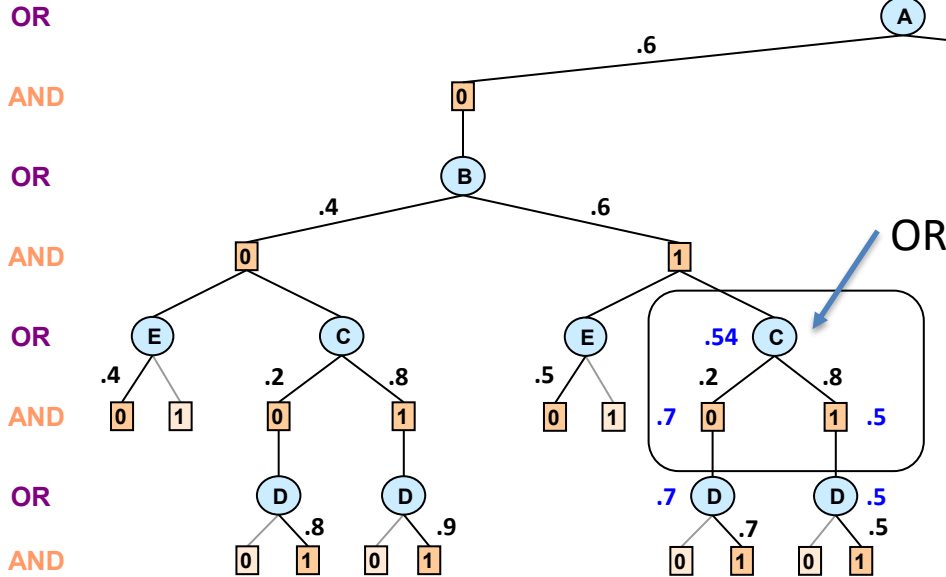 OR A
.6
AND 0
OR B
.4 .6
AND 0 1 OR
OR E C E .54 C
.4 .2 .8 .5 .2 .8
AND 0 1 0 1 0 1 .7 0 1 .5
OR D D .7 D D .5
.8 .9 .7 .5
AND 0 1 0 1 0 1 0 1